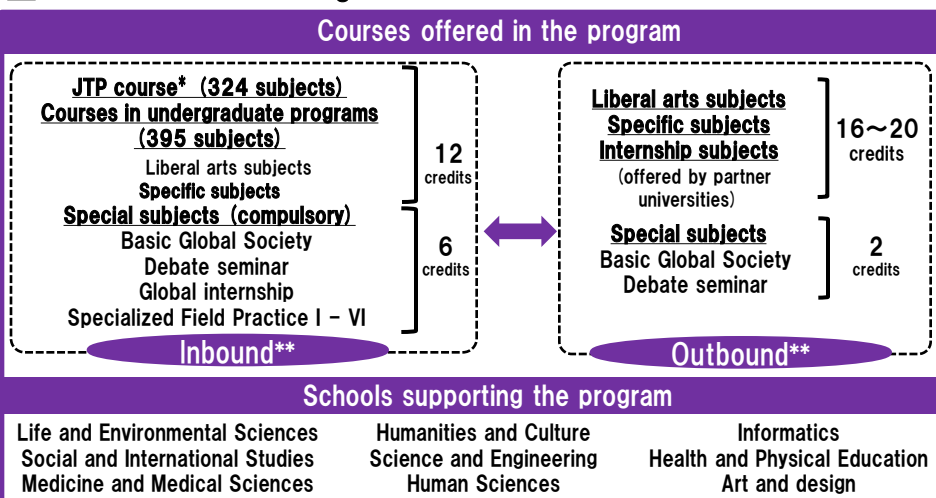 Courses offered in the program
JTP course* (324 subjects)
Courses in undergraduate programs
(395 subjects)
Liberal arts subjects
Specific subjects
12
credits
Special subjects (compulsory)
Basic Global Society
Debate seminar
Global internship
Specialized Field Practice I - VI
6
credits
Inbound**
Liberal arts subjects
Specific subjects
Internship subjects
(offered by partner
universities)
16~20
credits
Special subjects
Basic Global Society
Debate seminar
2
credits
Outbound**
Schools supporting the program
Life and Environmental Sciences
Social and International Studies
Medicine and Medical Sciences
Humanities and Culture
Science and Engineering
Human Sciences
Informatics
Health and Physical Education
Art and design